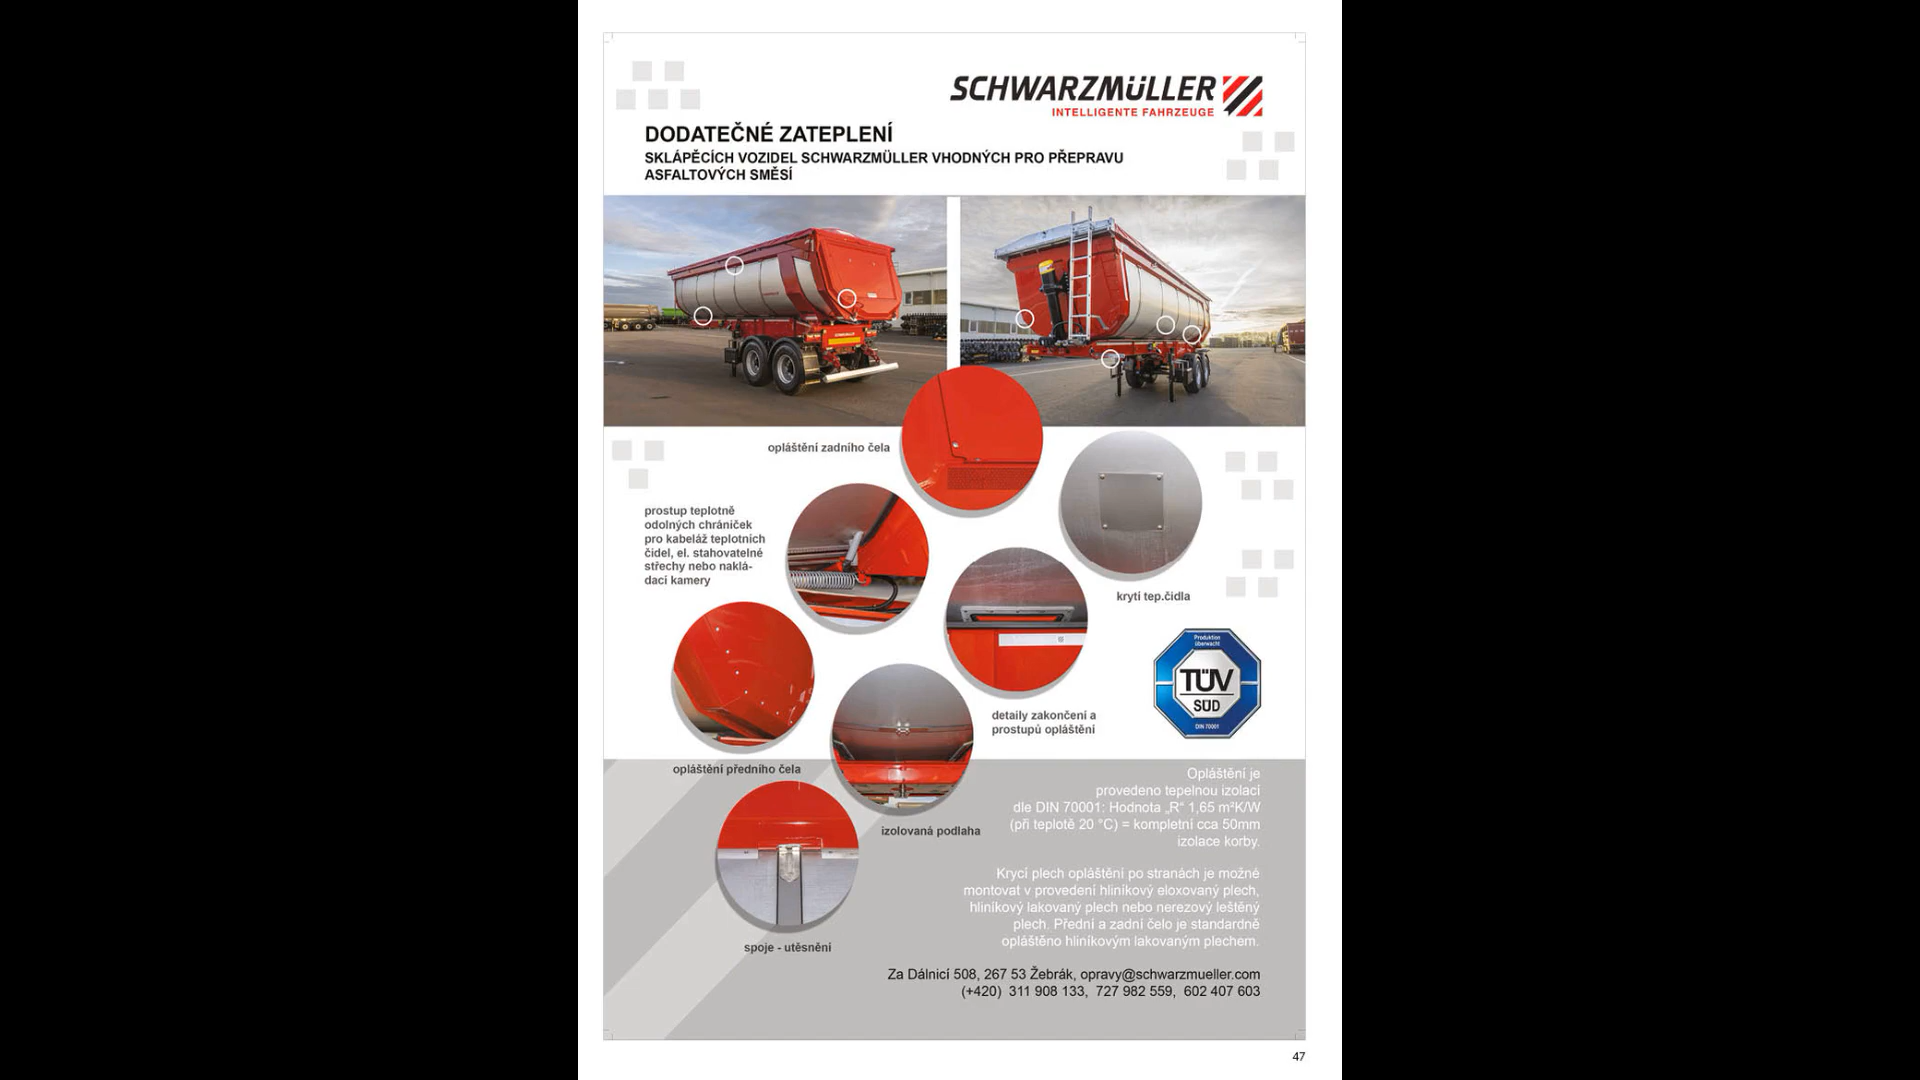 SCHWARZMÜLLER
INTELLIGENTE FAHRZEUGE
DODATEČNÉ ZATEPLENÍ
SKLÁPĚCÍCH VOZIDEL SCHWARZMÜLLER VHODNÝCH PRO PŘEPRAVU
ASFALTOVÝCH SMĚSÍ
opláštění zadního čela
prostup teplotně
odolných chrániček
pro kabeláž teplotních
čidel, el. stahovatelné
střechy nebo naklá-
dací kamery
krytí tep.čidla
Produktion
überwacht
TÜV
SÜD
DIN 70001
detaily zakončení a
prostupů opláštění
opláštění předního čela
izolovaná podlaha
spoje - utěsnění
Opláštění je
provedeno tepelnou izolací
dle DIN 70001: Hodnota „R“ 1,65 m²K/W
(při teplotě 20 °C) = kompletní cca 50mm
izolace korby.
Krycí plech opláštění po stranách je možné
montovat v provedení hliníkový eloxovaný plech,
hliníkový lakovaný plech nebo nerezový leštěný
plech. Přední a zadní čelo je standardně
opláštěno hliníkovým lakovaným plechem.
Za Dálnicí 508, 267 53 Žebrák, opravy@schwarzmueller.com
(+420) 311 908 133, 727 982 559, 602 407 603
47